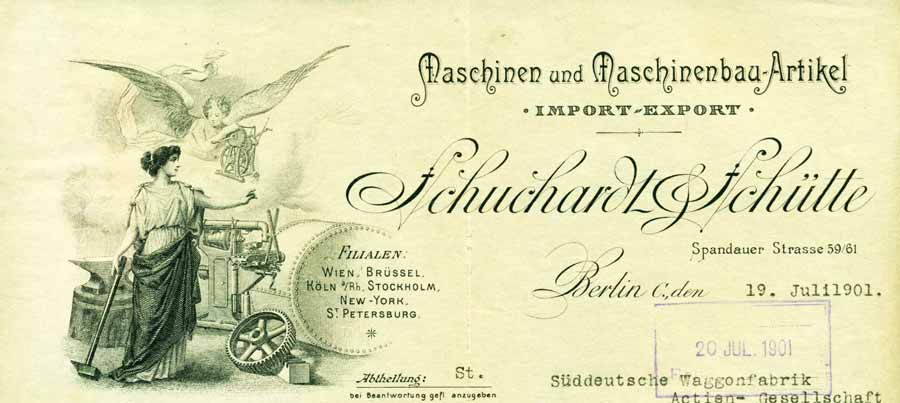 Maschinen und Maschinenbau-Artikel
· IMPORT-EXPORT ·
Schuchardt & Schütte
Spandauer Strasse 59/61
Berlin C., den 19. Juli1901.
FILIALEN:
WIEN, BRÜSSEL,
KÖLN a/Rh. STOCKHOLM,
NEW-YORK,
ST. PETERSBURG.
20 JUL. 1901
Abtheilung: St.
bei Beantwortung gefl. anzugeben
Süddeutsche Waggonfabrik
Actien- Gesellschaft